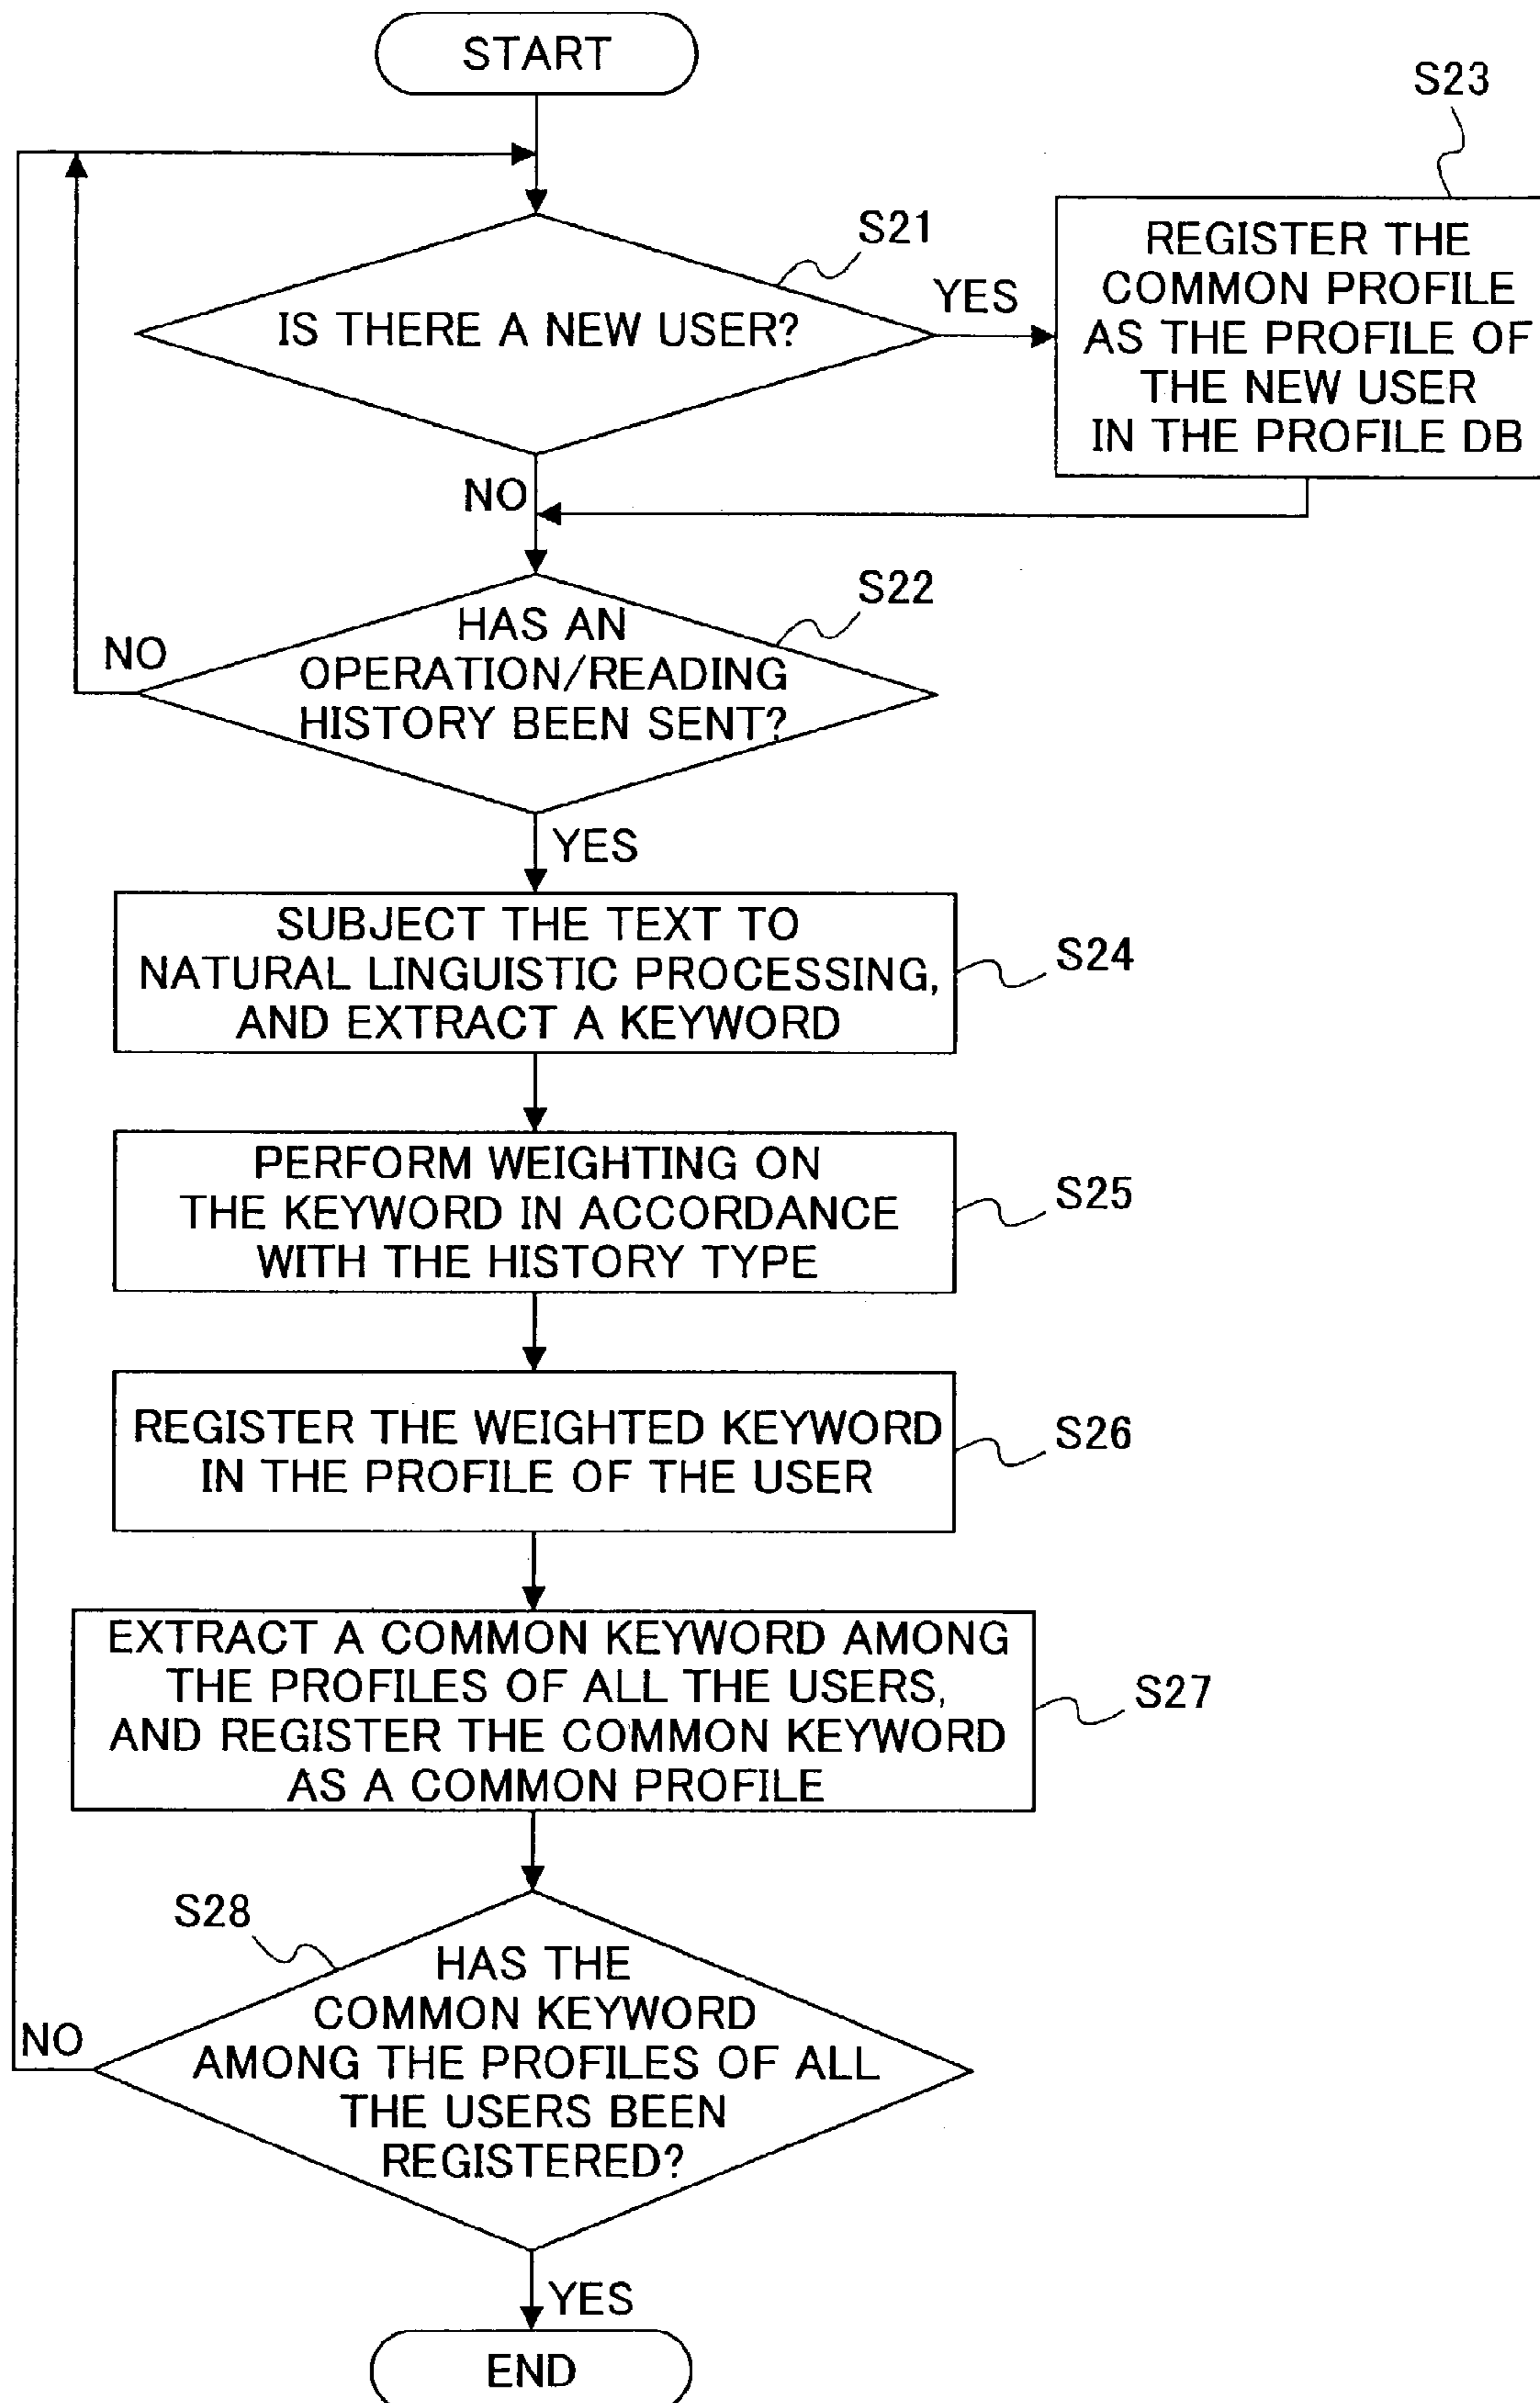 START
S23
S21
YES
REGISTER THE
COMMON PROFILE
AS THE PROFILE OF
THE NEW USER
IN THE PROFILE DB
IS THERE A NEW USER?
NO
S22
NO
HAS AN
OPERATION/READING
HISTORY BEEN SENT?
YES
SUBJECT THE TEXT TO
NATURAL LINGUISTIC PROCESSING,
AND EXTRACT A KEYWORD
S24
PERFORM WEIGHTING ON
THE KEYWORD IN ACCORDANCE
WITH THE HISTORY TYPE
S25
REGISTER THE WEIGHTED KEYWORD
IN THE PROFILE OF THE USER
S26
EXTRACT A COMMON KEYWORD AMONG
THE PROFILES OF ALL THE USERS,
AND REGISTER THE COMMON KEYWORD
AS A COMMON PROFILE
S27
S28
NO
HAS THE
COMMON KEYWORD
AMONG THE PROFILES OF ALL
THE USERS BEEN
REGISTERED?
YES
END